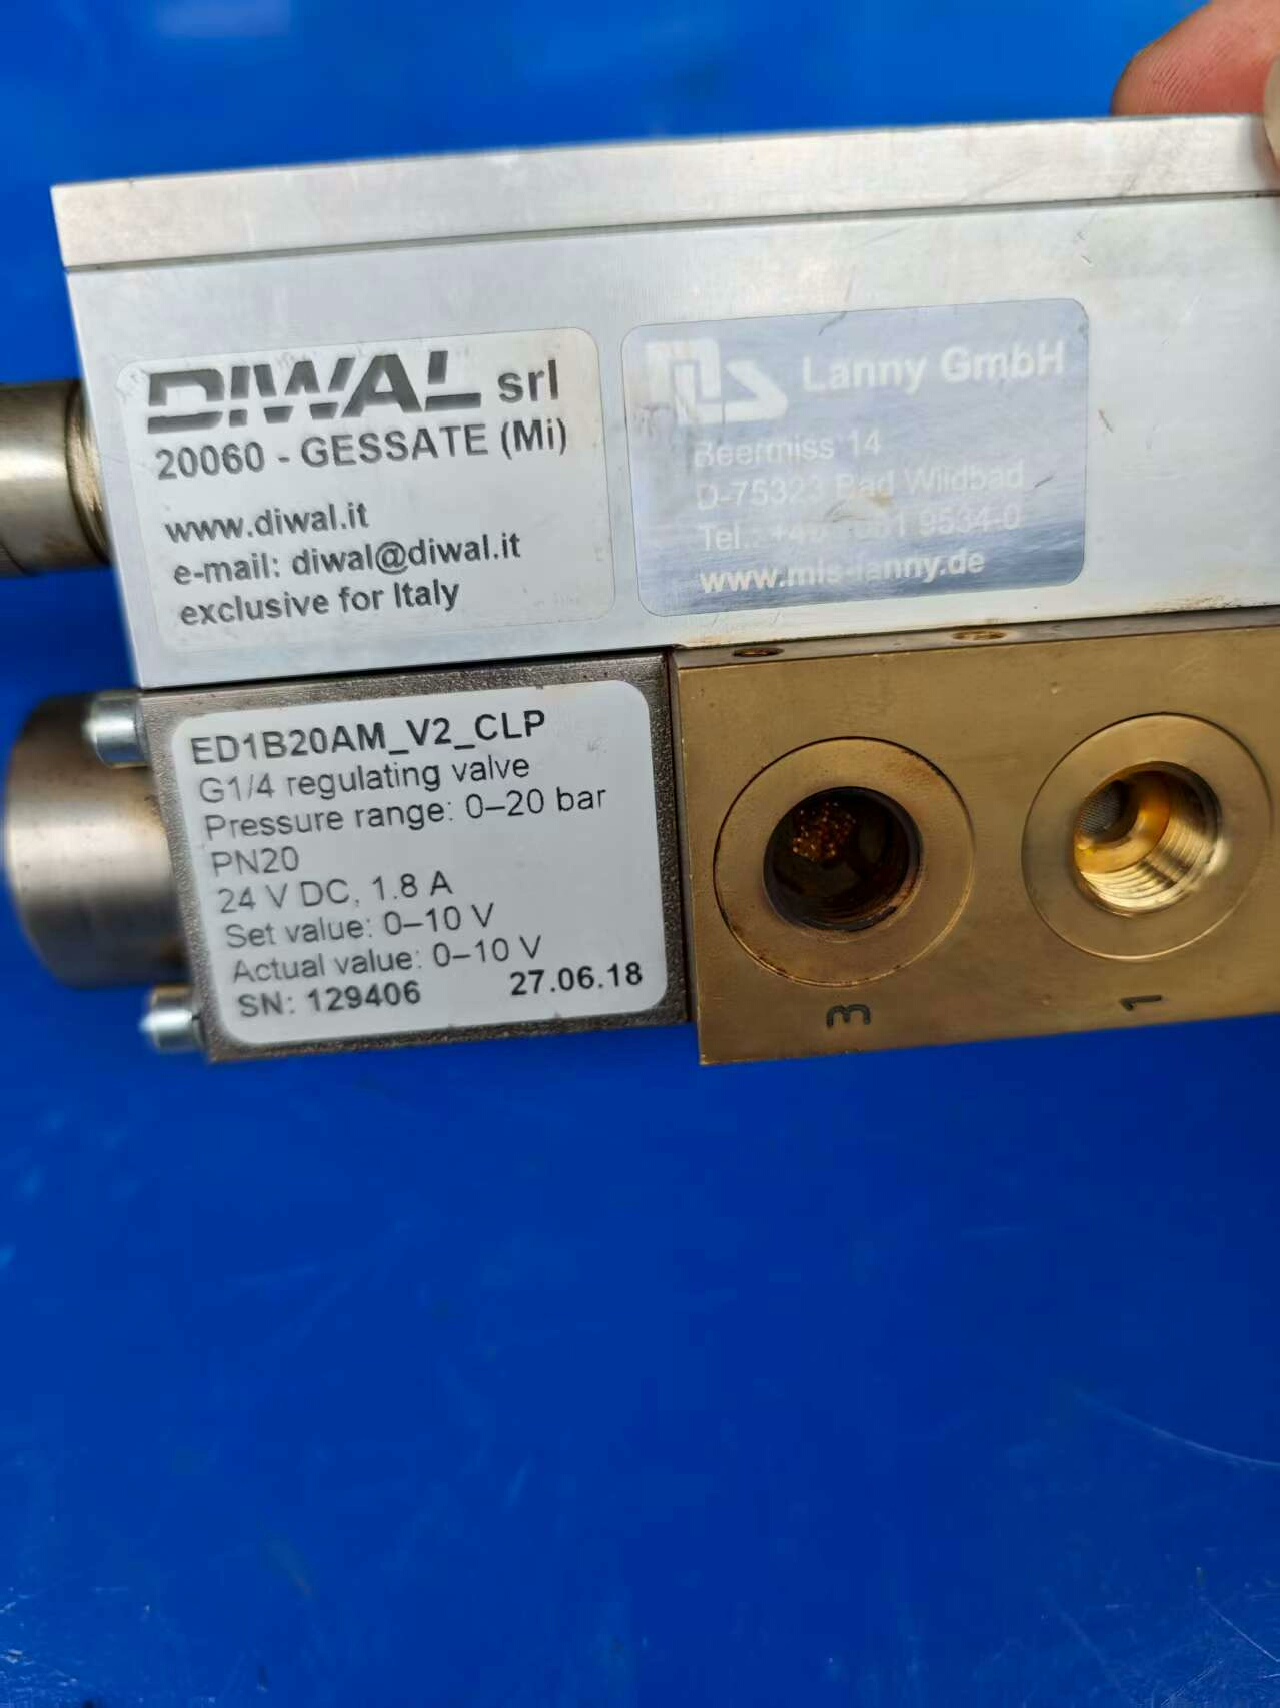 DIWAL srl
20060 - GESSATE (Mi)
www.diwal.it
e-mail: diwal@diwal.it
exclusive for Italy
Lanny GmbH
Beermiss 14
D-75323 Bad Wildbad
Tel.: 9534-0
www.mls-lanny.de
ED1B20AM_V2_CLP
G1/4 regulating valve
Pressure range: 0–20 bar
PN20
24 V DC, 1.8 A
Set value: 0–10 V
Actual value: 0–10 V
SN: 129406 27.06.18
3 1